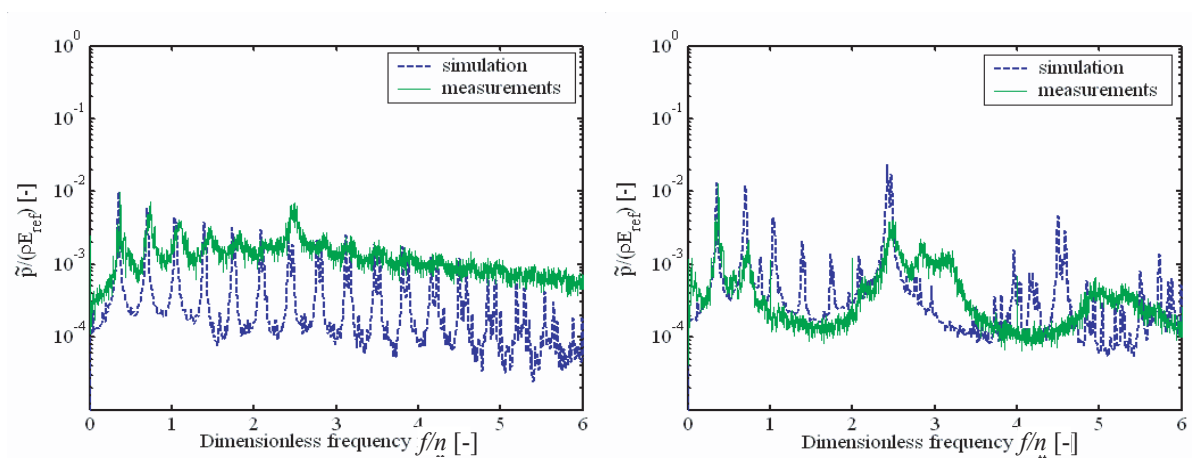 10^0
10^-1
10^-2
10^-3
10^-4
p̃/(ρE_ref) [-]
simulation
measurements
0 1 2 3 4 5 6
Dimensionless frequency f/n [-]
10^0
10^-1
10^-2
10^-3
10^-4
p̃/(ρE_ref) [-]
simulation
measurements
0 1 2 3 4 5 6
Dimensionless frequency f/n [-]